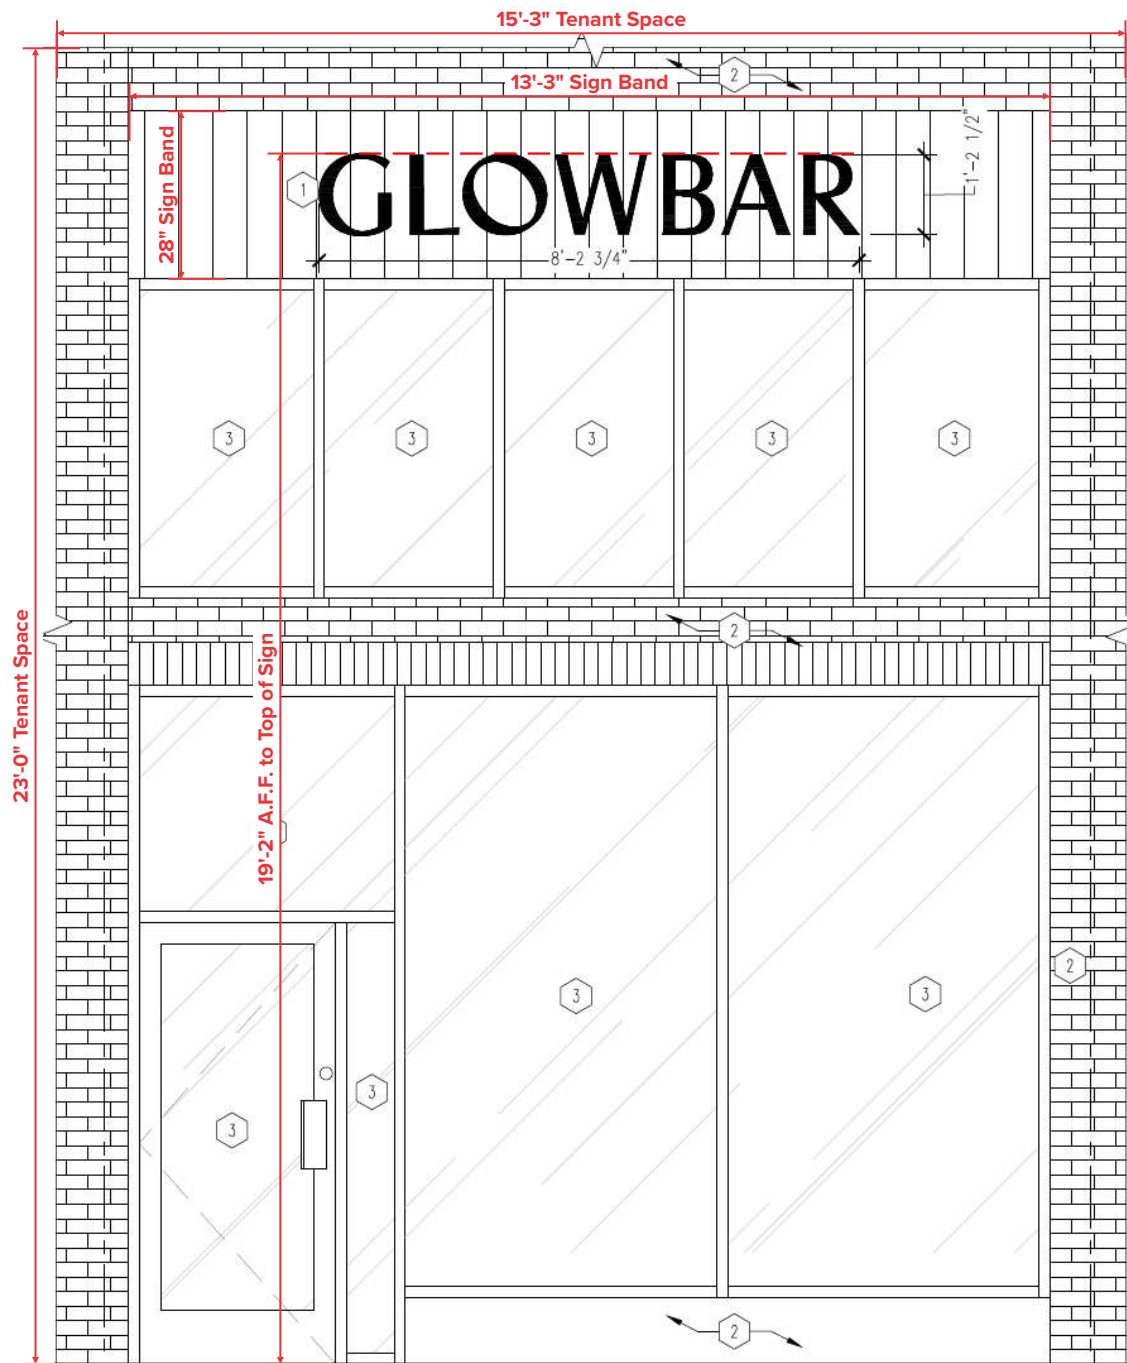 15'-3" Tenant Space
2
13'-3" Sign Band
28" Sign Band
1
GLOWBAR
1'-2 1/2"
8'-2 3/4"
3
3
3
3
3
2
23'-0" Tenant Space
19'-2" A.F.F. to Top of Sign
3
3
2
3
3
2